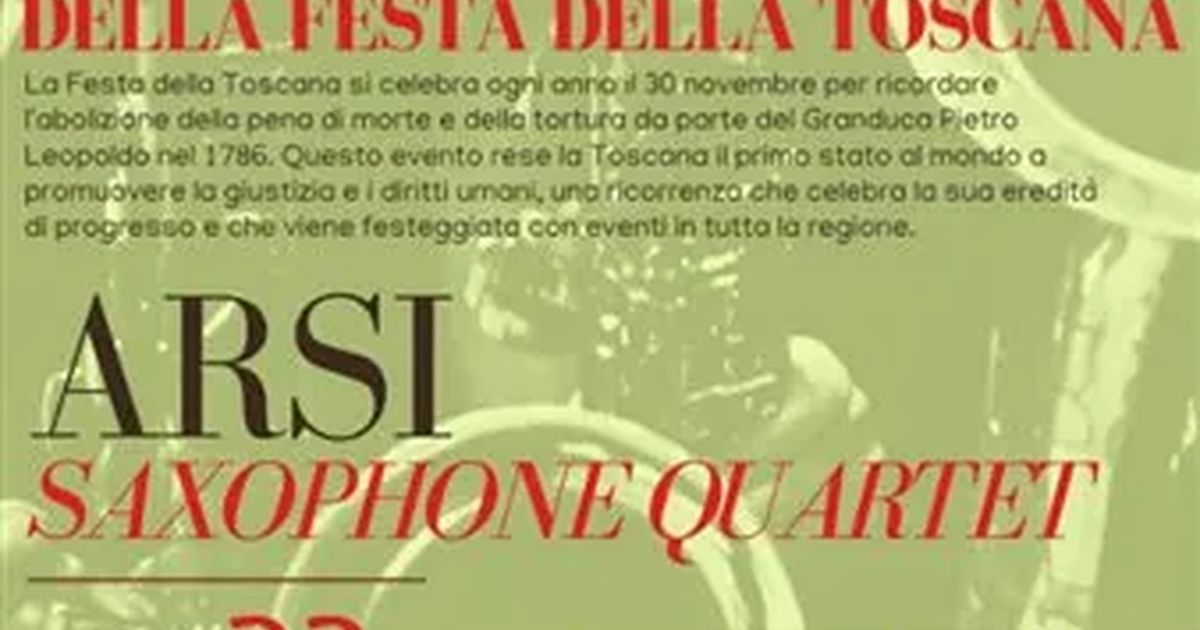 DELLA FESTA DELLA TOSCANA
La Festa della Toscana si celebra ogni anno il 30 novembre per ricordare
l'abolizione della pena di morte e della tortura da parte del Granduca Pietro
Leopoldo nel 1786. Questo evento rese la Toscana il primo stato al mondo a
promuovere la giustizia e i diritti umani, una ricorrenza che celebra la sua eredità
di progresso e che viene festeggiata con eventi in tutta la regione.
ARSI
SAXOPHONE QUARTET